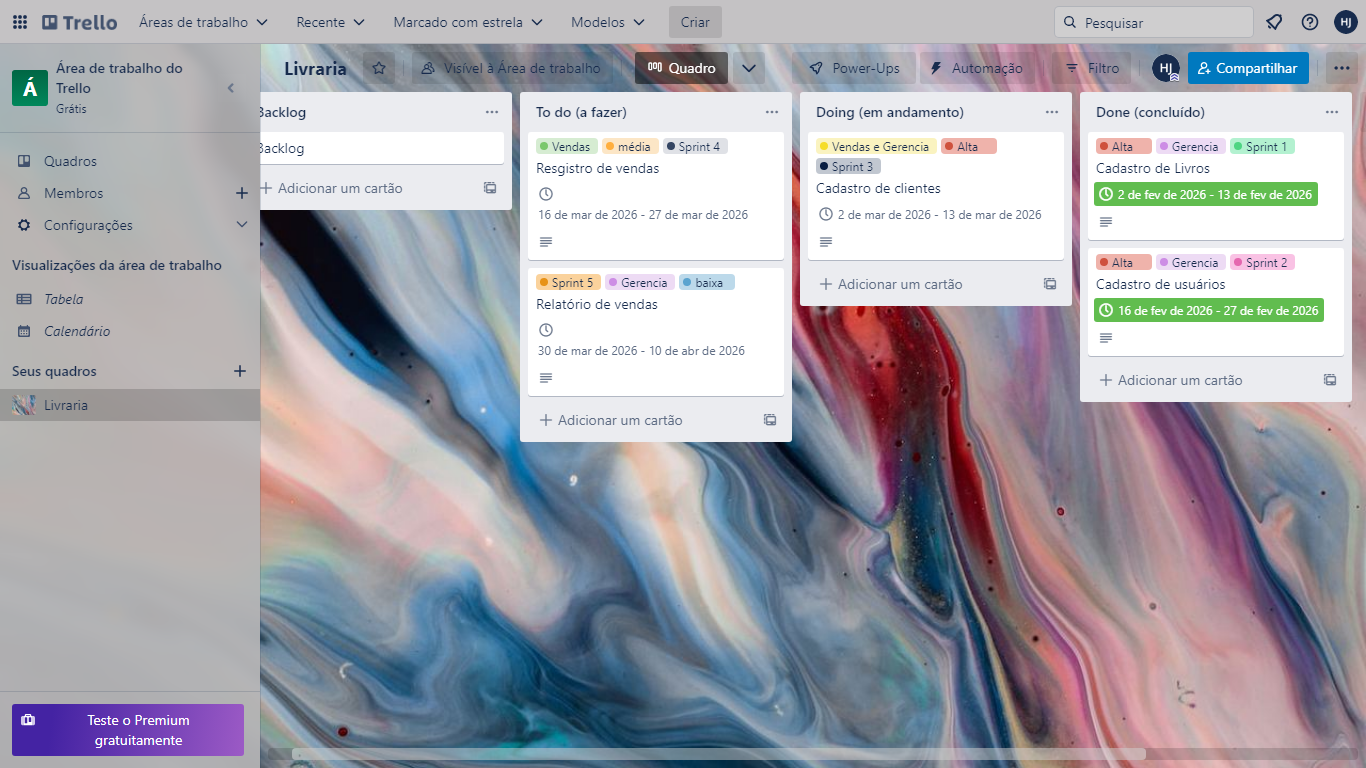 Trello
Áreas de trabalho
Recente
Marcado com estrela
Modelos
Criar
Pesquisar
HJ
Á
Área de trabalho do
Trello
Grátis
Quadros
Membros
Configurações
Visualizações da área de trabalho
Tabela
Calendário
Seus quadros
Livraria
Teste o Premium
gratuitamente
Livraria
Visível à Área de trabalho
Quadro
Power-Ups
Automação
Filtro
HJ
Compartilhar
Backlog
Backlog
Adicionar um cartão
To do (a fazer)
Vendas média Sprint 4
Resgistro de vendas
16 de mar de 2026 - 27 de mar de 2026
Sprint 5 Gerencia baixa
Relatório de vendas
30 de mar de 2026 - 10 de abr de 2026
Adicionar um cartão
Doing (em andamento)
Vendas e Gerencia Alta
Sprint 3
Cadastro de clientes
2 de mar de 2026 - 13 de mar de 2026
Adicionar um cartão
Done (concluído)
Alta Gerencia Sprint 1
Cadastro de Livros
2 de fev de 2026 - 13 de fev de 2026
Alta Gerencia Sprint 2
Cadastro de usuários
16 de fev de 2026 - 27 de fev de 2026
Adicionar um cartão